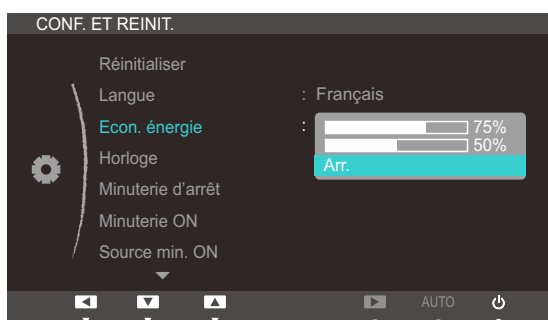 CONF. ET REINIT.
Réinitialiser
Langue : Français
Econ. énergie : 75%
50%
Arr.
Horloge
Minuterie d'arrêt
Minuterie ON
Source min. ON
AUTO